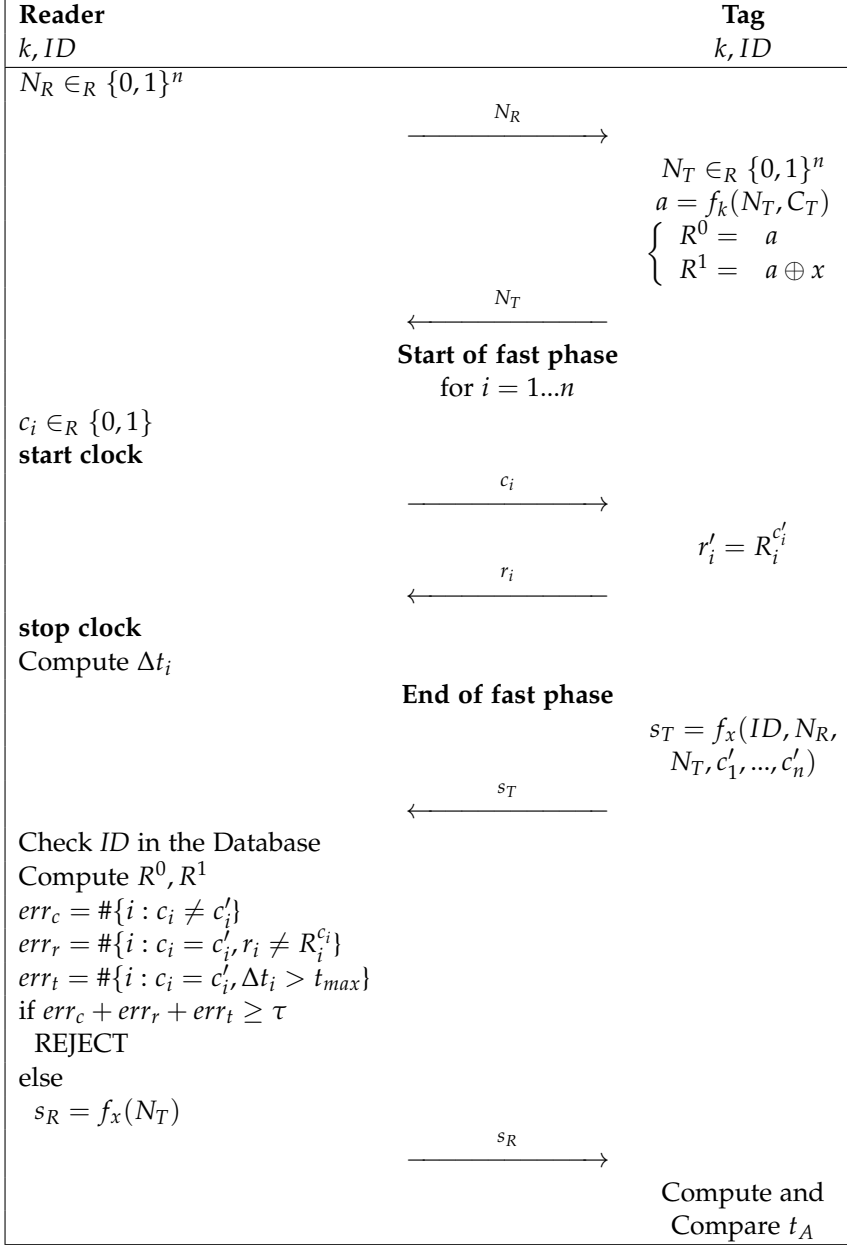 Reader Tag
k, ID k, ID
N_R ∈_R {0, 1}^n
N_R
N_T ∈_R {0, 1}^n
a = f_k(N_T, C_T)
{ R^0 = a
R^1 = a ⊕ x
N_T
Start of fast phase
for i = 1...n
c_i ∈_R {0, 1}
start clock
c_i
r′_i = R_i^{c′_i}
r_i
stop clock
Compute Δt_i
End of fast phase
s_T = f_x(ID, N_R,
N_T, c′_1, ..., c′_n)
s_T
Check ID in the Database
Compute R^0, R^1
err_c = #{i : c_i ≠ c′_i}
err_r = #{i : c_i = c′_i, r_i ≠ R_i^{c_i}}
err_t = #{i : c_i = c′_i, Δt_i > t_{max}}
if err_c + err_r + err_t ≥ τ
REJECT
else
s_R = f_x(N_T)
s_R
Compute and
Compare t_A